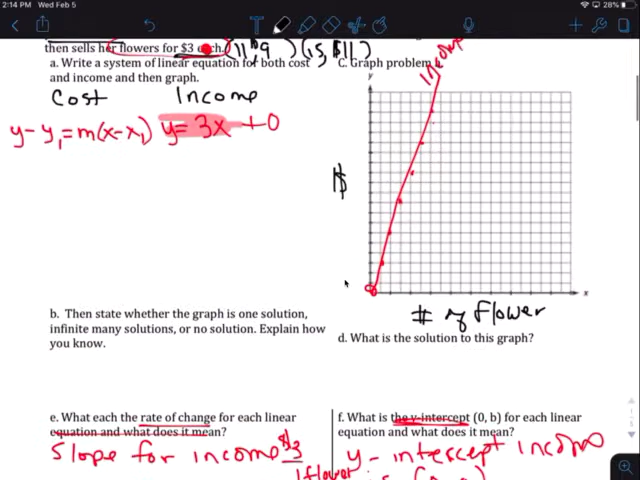 2:14 PM Wed Feb 5
28%
then sells her flowers for $3 each. (11, $9) (15, $11)
a. Write a system of linear equation for both cost
and income and then graph.
C. Graph problem
Income
Cost Income
y - y₁ = m(x - x₁) y = 3x + 0
y
$
x
# of flower
b. Then state whether the graph is one solution,
infinite many solutions, or no solution. Explain how
you know.
d. What is the solution to this graph?
e. What each the rate of change for each linear
equation and what does it mean?
slope for income $3
1 flower
f. What is the y-intercept (0, b) for each linear
equation and what does it mean?
y - intercept income